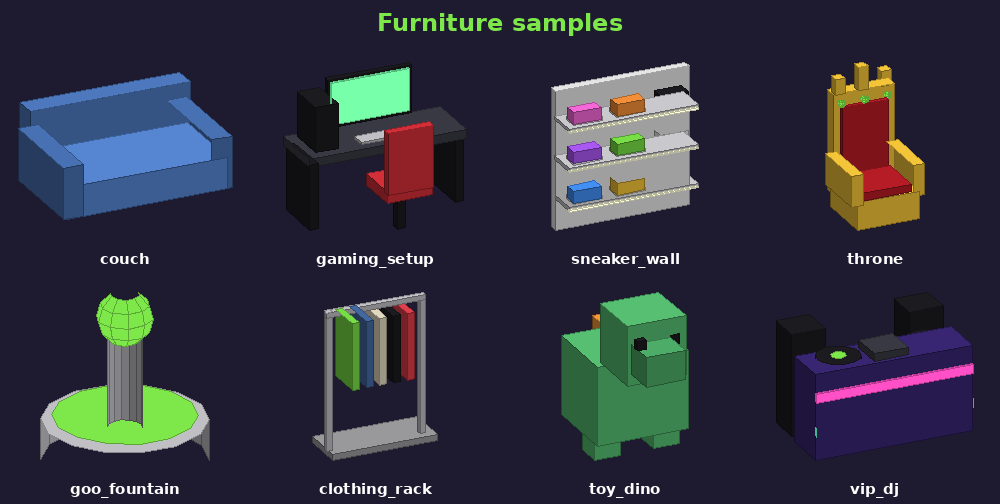 Furniture samples
couch
gaming_setup
sneaker_wall
throne
goo_fountain
clothing_rack
toy_dino
vip_dj